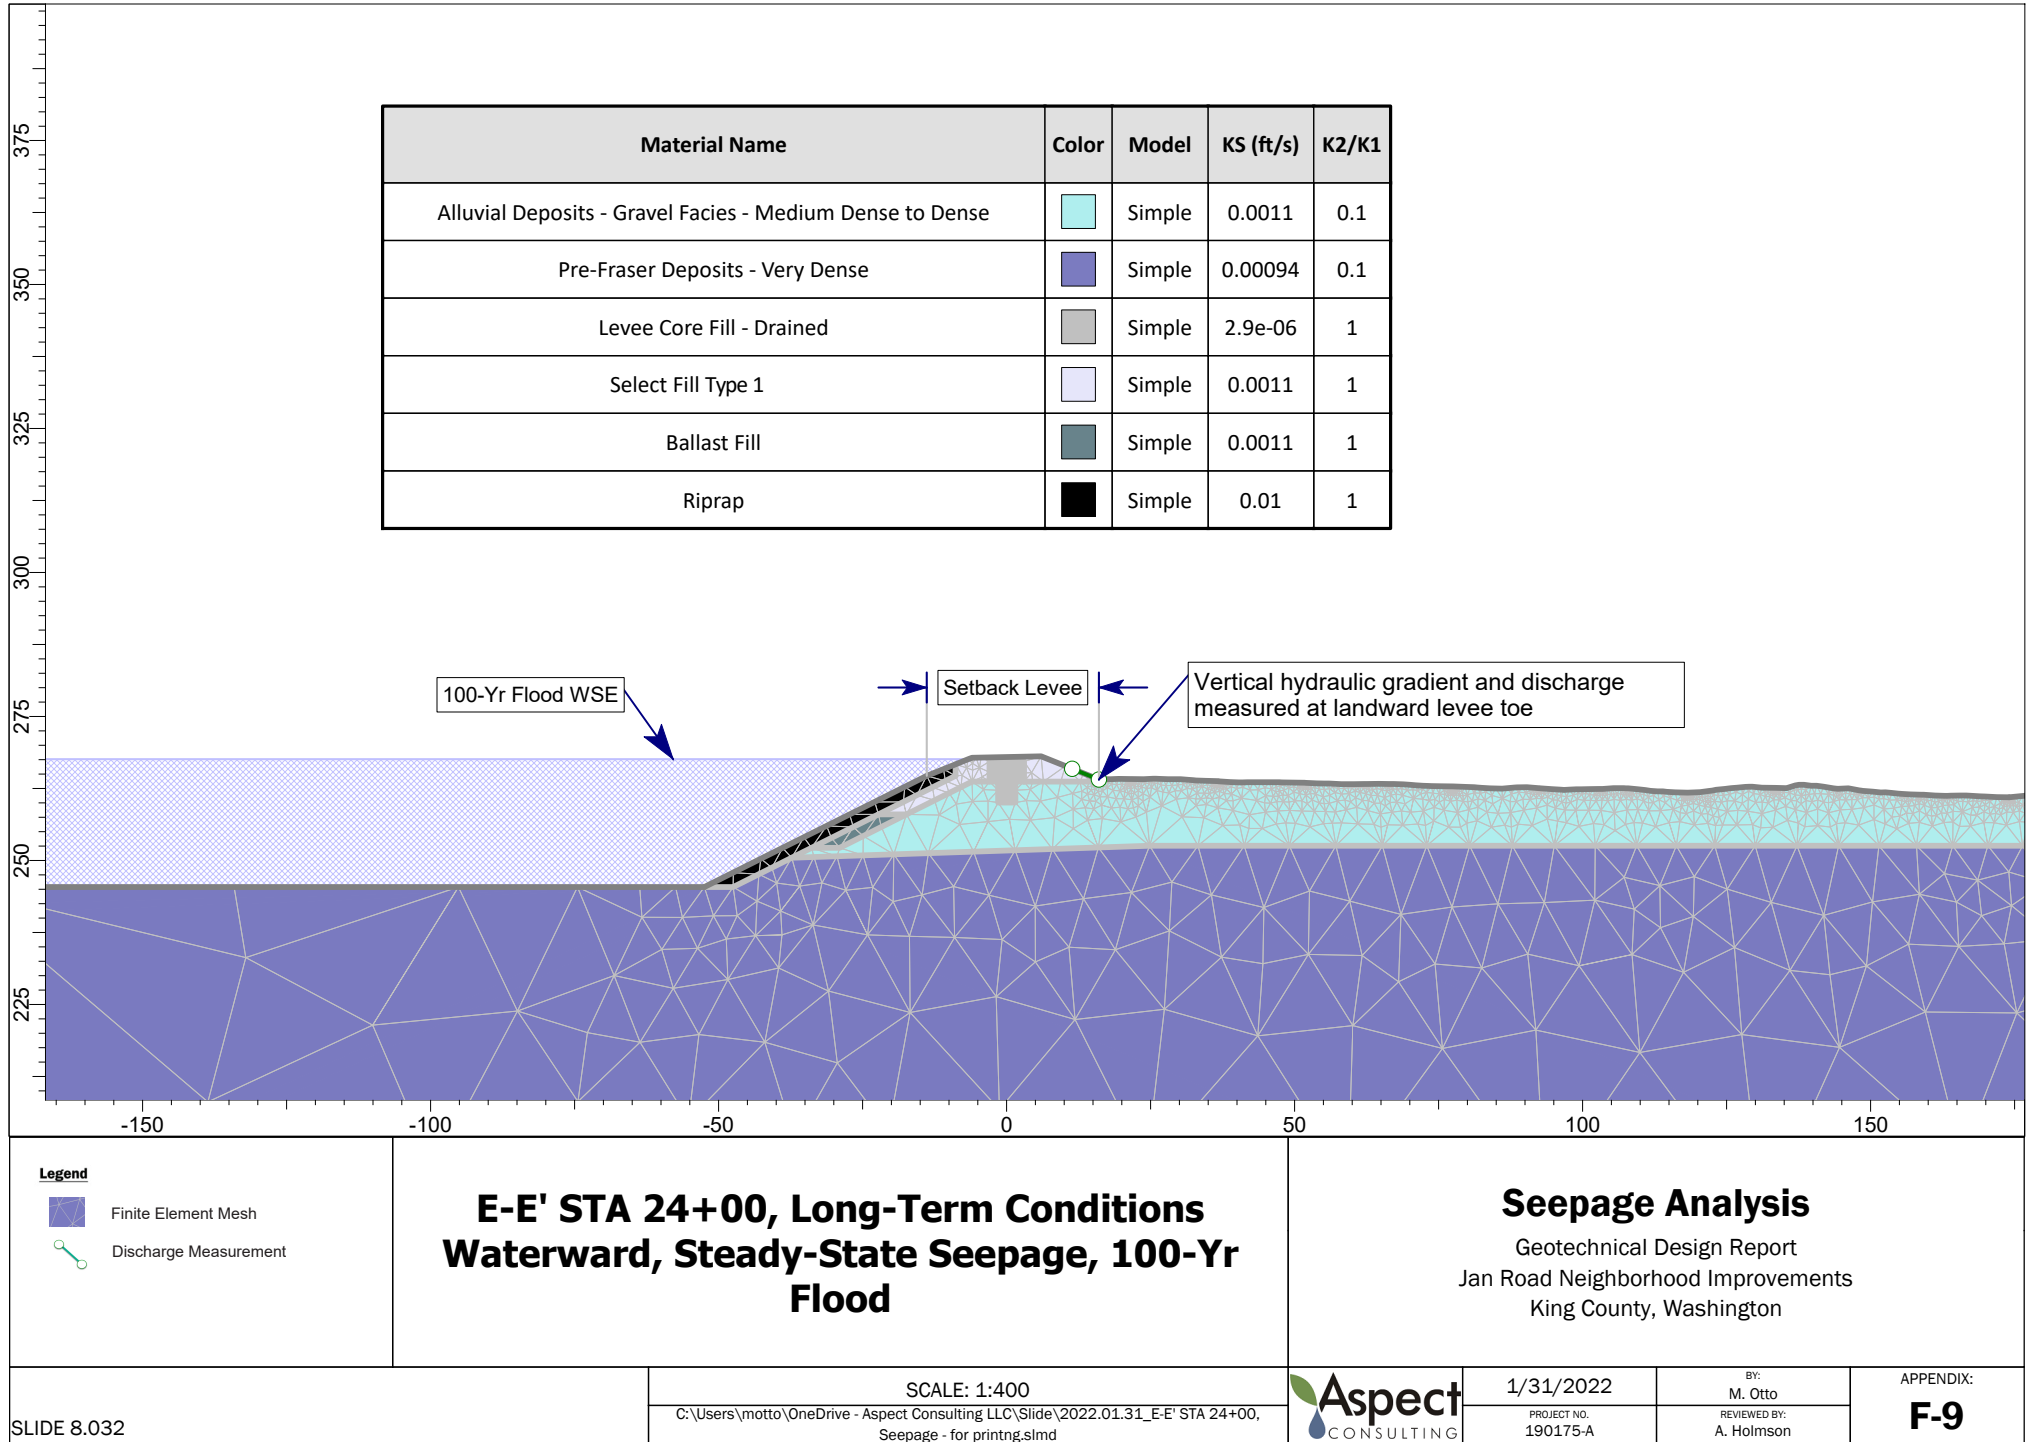 375
350
325
300
275
250
225
Material Name Color Model KS (ft/s) K2/K1
Alluvial Deposits - Gravel Facies - Medium Dense to Dense Simple 0.0011 0.1
Pre-Fraser Deposits - Very Dense Simple 0.00094 0.1
Levee Core Fill - Drained Simple 2.9e-06 1
Select Fill Type 1 Simple 0.0011 1
Ballast Fill Simple 0.0011 1
Riprap Simple 0.01 1
100-Yr Flood WSE
Setback Levee
Vertical hydraulic gradient and discharge
measured at landward levee toe
-150 -100 -50 0 50 100 150
Legend
Finite Element Mesh
Discharge Measurement
E-E' STA 24+00, Long-Term Conditions
Waterward, Steady-State Seepage, 100-Yr
Flood
Seepage Analysis
Geotechnical Design Report
Jan Road Neighborhood Improvements
King County, Washington
SLIDE 8.032
SCALE: 1:400
C:\Users\motto\OneDrive - Aspect Consulting LLC\Slide\2022.01.31_E-E' STA 24+00,
Seepage - for printng.slmd
Aspect
CONSULTING
1/31/2022
PROJECT NO.
190175-A
BY:
M. Otto
REVIEWED BY:
A. Holmson
APPENDIX:
F-9